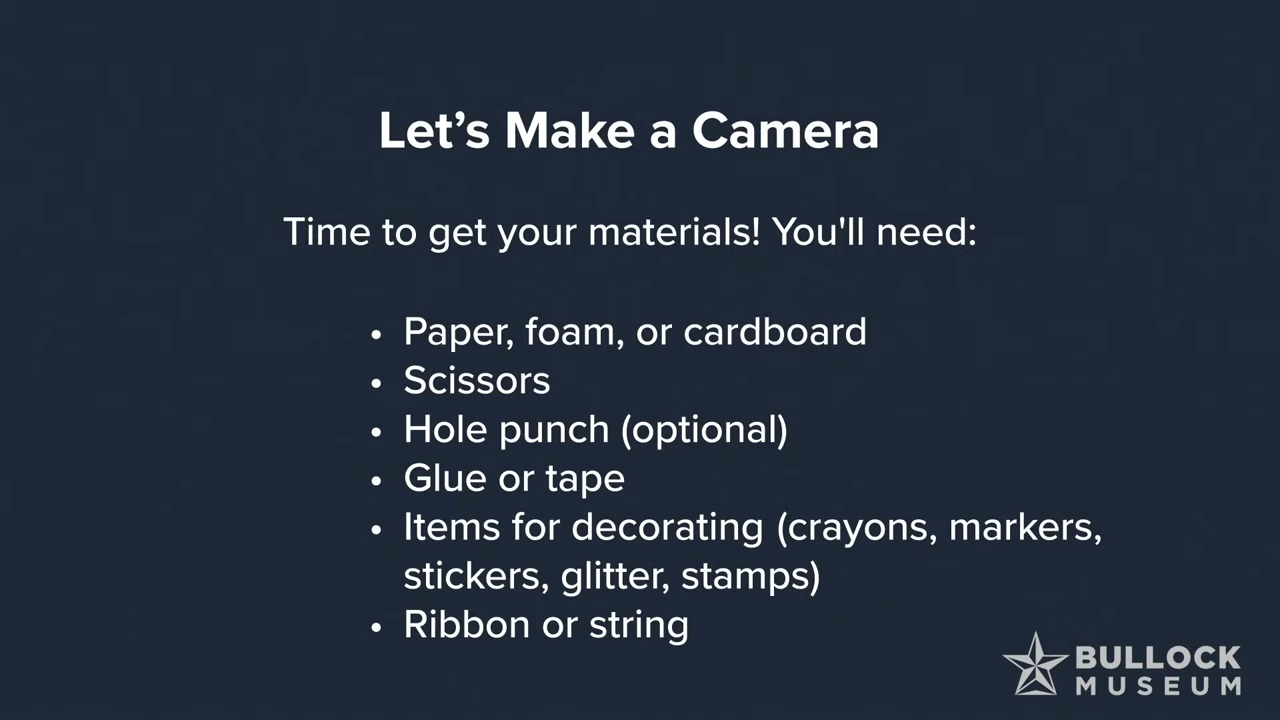 Let’s Make a Camera
Time to get your materials! You'll need:
• Paper, foam, or cardboard
• Scissors
• Hole punch (optional)
• Glue or tape
• Items for decorating (crayons, markers,
stickers, glitter, stamps)
• Ribbon or string
BULLOCK
MUSEUM